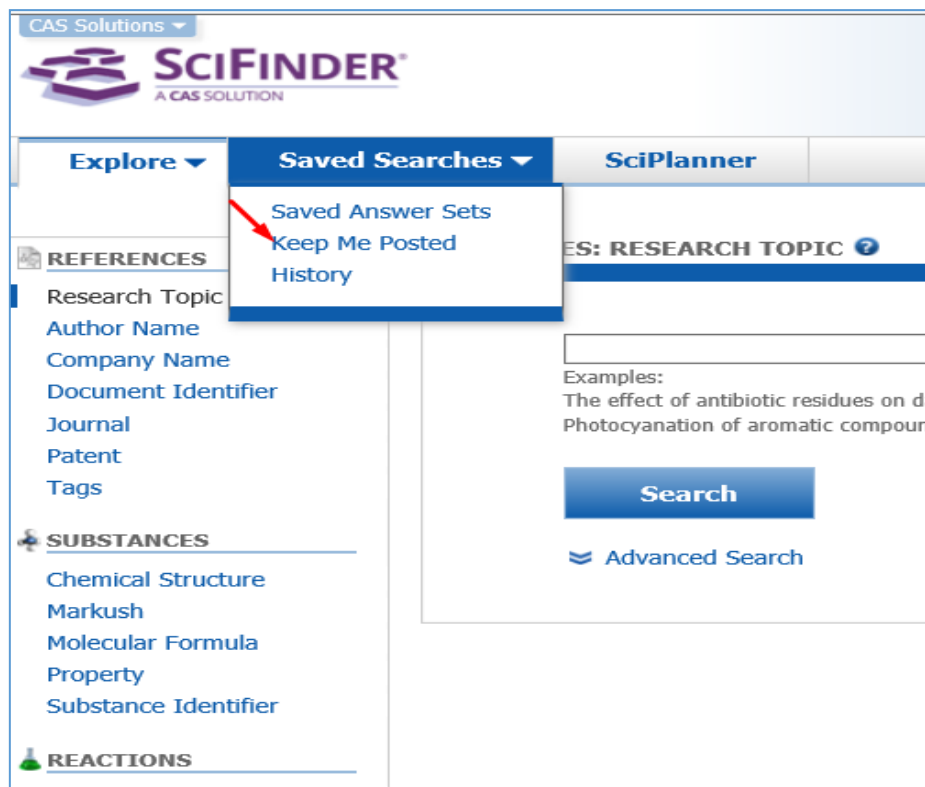 CAS Solutions
SCIFINDER®
A CAS SOLUTION
Explore
Saved Searches
SciPlanner
Saved Answer Sets
Keep Me Posted
History
REFERENCES
Research Topic
Author Name
Company Name
Document Identifier
Journal
Patent
Tags
SUBSTANCES
Chemical Structure
Markush
Molecular Formula
Property
Substance Identifier
REACTIONS
ES: RESEARCH TOPIC ?
Examples:
The effect of antibiotic residues on d
Photocyanation of aromatic compour
Search
Advanced Search